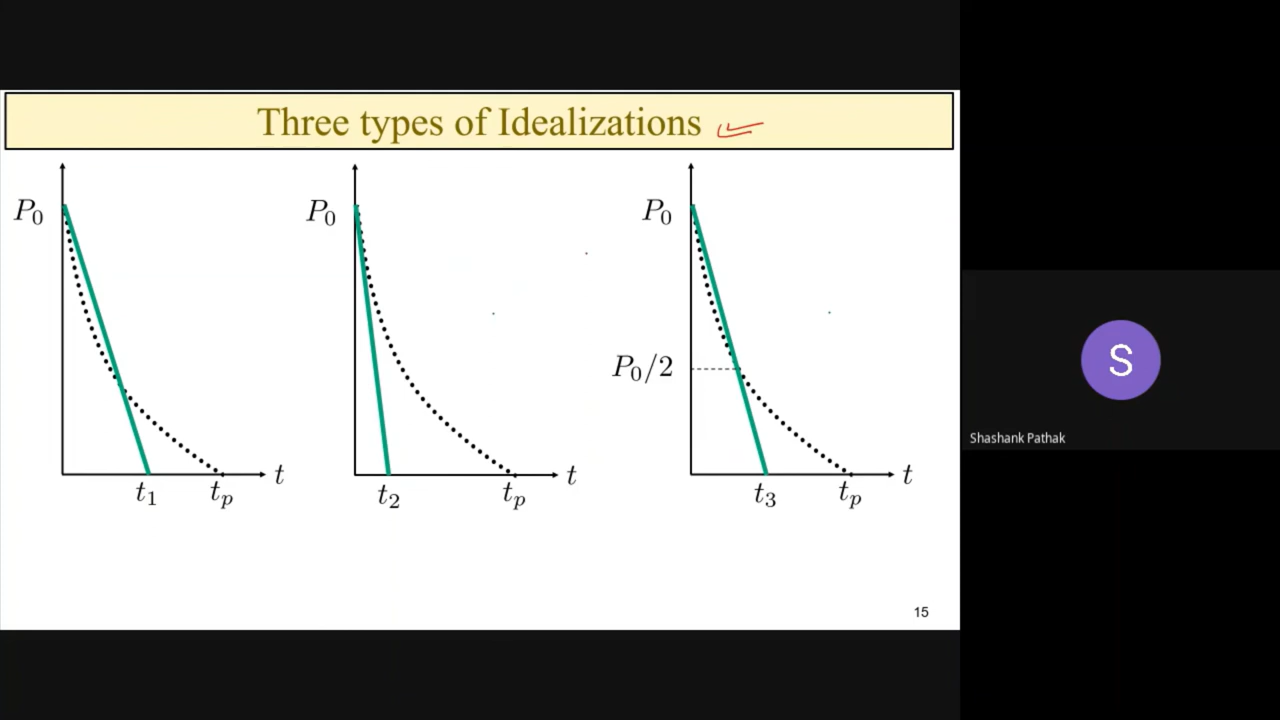 Three types of Idealizations
P₀ P₀ P₀
P₀/2
t t t
t₁ tₚ t₂ tₚ t₃ tₚ
15
S
Shashank Pathak